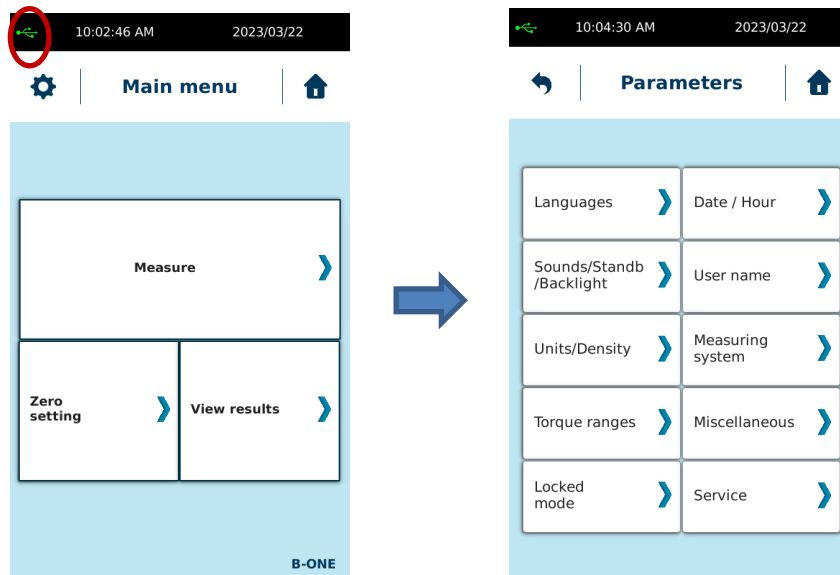 10:02:46 AM 2023/03/22
Main menu
Measure
Zero
setting
View results
B-ONE
10:04:30 AM 2023/03/22
Parameters
Languages
Date / Hour
Sounds/Standb
/Backlight
User name
Units/Density
Measuring
system
Torque ranges
Miscellaneous
Locked
mode
Service